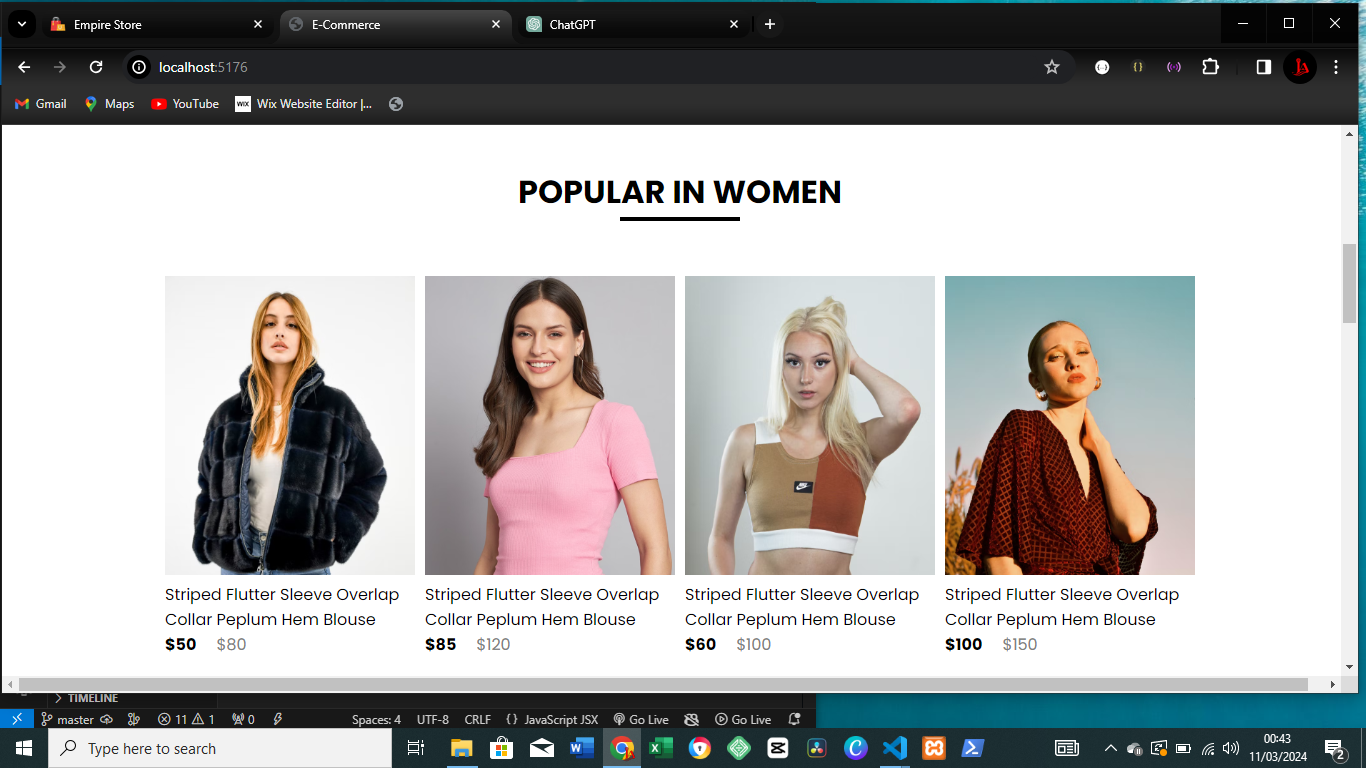 Empire Store
E-Commerce
ChatGPT
localhost:5176
Gmail
Maps
YouTube
WIX Wix Website Editor |...
POPULAR IN WOMEN
Striped Flutter Sleeve Overlap
Collar Peplum Hem Blouse
$50 $80
Striped Flutter Sleeve Overlap
Collar Peplum Hem Blouse
$85 $120
Striped Flutter Sleeve Overlap
Collar Peplum Hem Blouse
$60 $100
Striped Flutter Sleeve Overlap
Collar Peplum Hem Blouse
$100 $150
TIMELINE
master 11 1 0 Spaces: 4 UTF-8 CRLF {} JavaScript JSX Go Live Go Live
Type here to search
00:43
11/03/2024
2